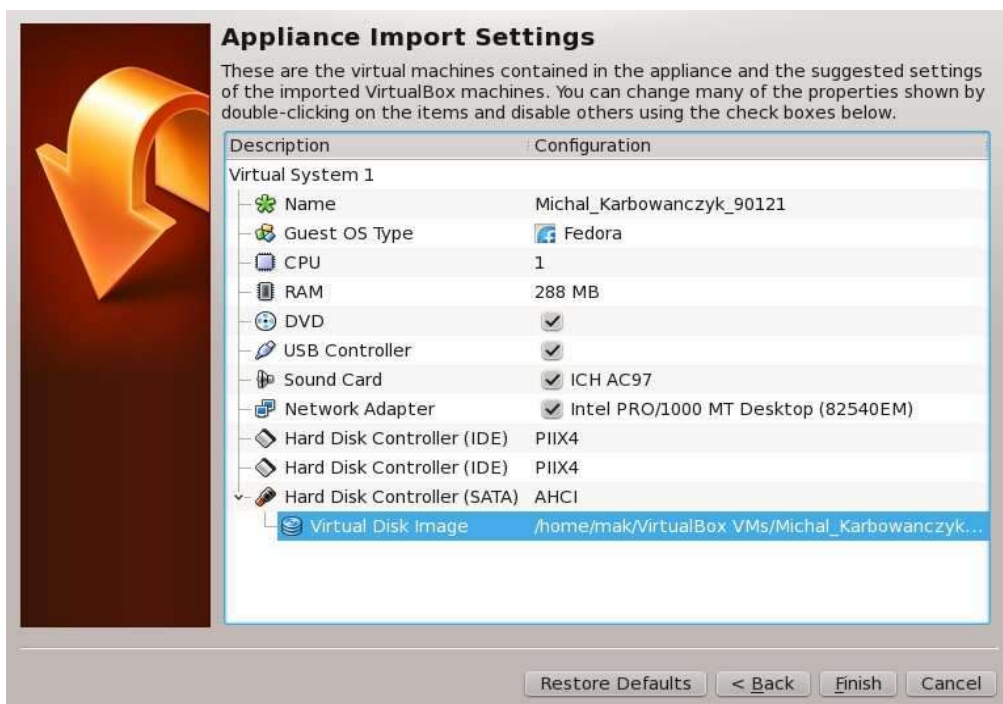 Appliance Import Settings
These are the virtual machines contained in the appliance and the suggested settings
of the imported VirtualBox machines. You can change many of the properties shown by
double-clicking on the items and disable others using the check boxes below.
Description Configuration
Virtual System 1
Name Michal_Karbowanczyk_90121
Guest OS Type Fedora
CPU 1
RAM 288 MB
DVD
USB Controller
Sound Card ICH AC97
Network Adapter Intel PRO/1000 MT Desktop (82540EM)
Hard Disk Controller (IDE) PIIX4
Hard Disk Controller (IDE) PIIX4
Hard Disk Controller (SATA) AHCI
Virtual Disk Image /home/mak/VirtualBox VMs/Michal_Karbowanczyk...
Restore Defaults < Back Finish Cancel